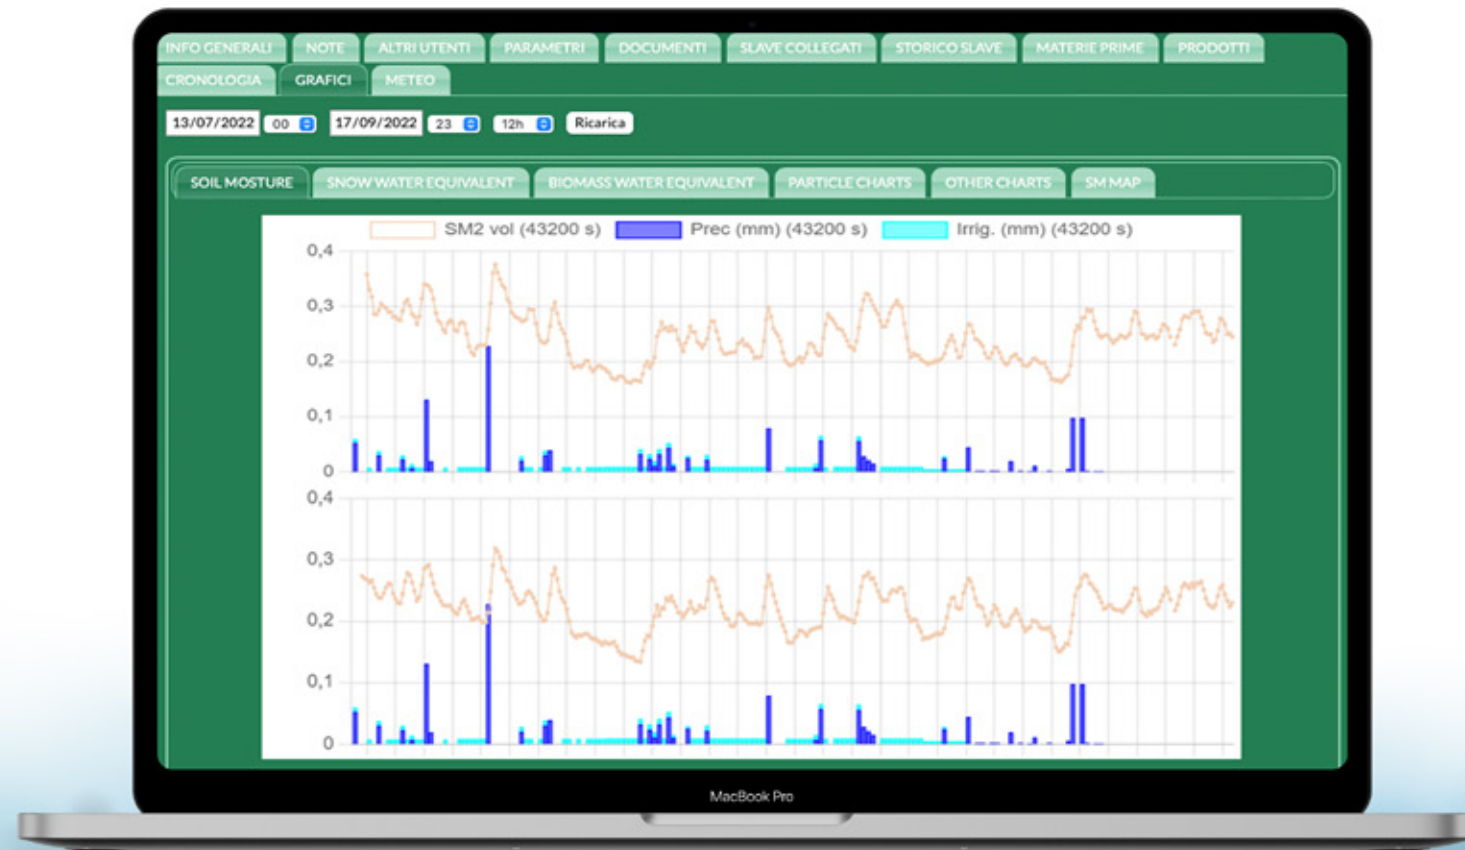 INFO GENERALI NOTE ALTRI UTENTI PARAMETRI DOCUMENTI SLAVE COLLEGATI STORICO SLAVE MATERIE PRIME PRODOTTI
CRONOLOGIA GRAFICI METEO
13/07/2022 00 17/09/2022 23 12h Ricarica
SOIL MOSTURE SNOW WATER EQUIVALENT BIOMASS WATER EQUIVALENT PARTICLE CHARTS OTHER CHARTS SM MAP
SM2 vol (43200 s) Prec (mm) (43200 s) Irrig. (mm) (43200 s)
0,4
0,3
0,2
0,1
0
0,4
0,3
0,2
0,1
0
MacBook Pro